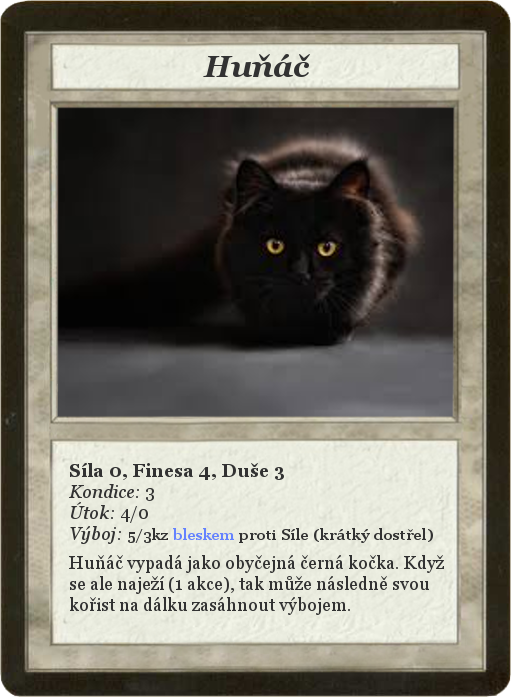 Huňáč
Síla 0, Finesa 4, Duše 3
Kondice: 3
Útok: 4/0
Výboj: 5/3kz bleskem proti Síle (krátký dostřel)
Huňáč vypadá jako obyčejná černá kočka. Když
se ale naježí (1 akce), tak může následně svou
kořist na dálku zasáhnout výbojem.